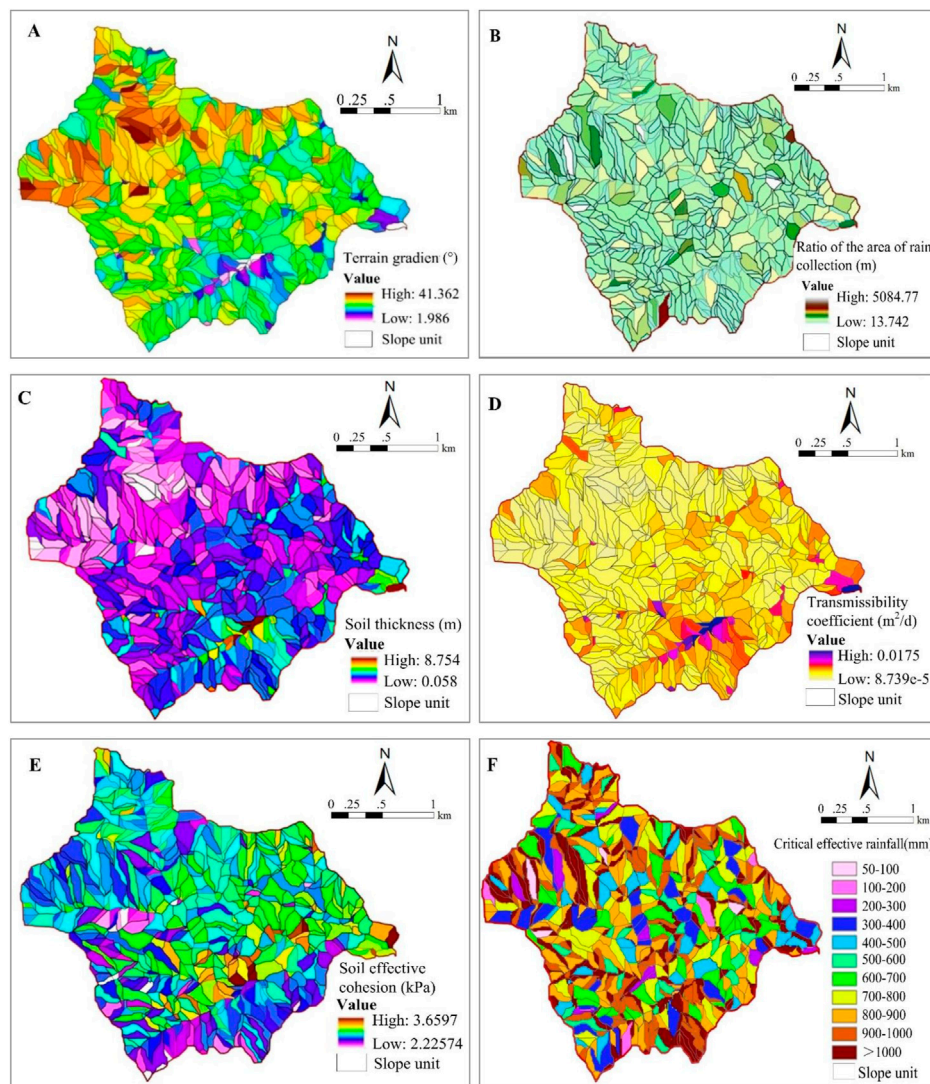 A
N
0 .25 .5 1
km
Terrain gradien (°)
Value
High: 41.362
Low: 1.986
Slope unit
B
N
0 .25 .5 1
km
Ratio of the area of rain
collection (m)
Value
High: 5084.77
Low: 13.742
Slope unit
C
N
0 .25 .5 1
km
Soil thickness (m)
Value
High: 8.754
Low: 0.058
Slope unit
D
N
0 .25 .5 1
km
Transmissibility
coefficient (m²/d)
Value
High: 0.0175
Low: 8.739e-5
Slope unit
E
N
0 .25 .5 1
km
Soil effective
cohesion (kPa)
Value
High: 3.6597
Low: 2.22574
Slope unit
F
N
0 .25 .5 1
km
Critical effective rainfall(mm)
50-100
100-200
200-300
300-400
400-500
500-600
600-700
700-800
800-900
900-1000
>1000
Slope unit